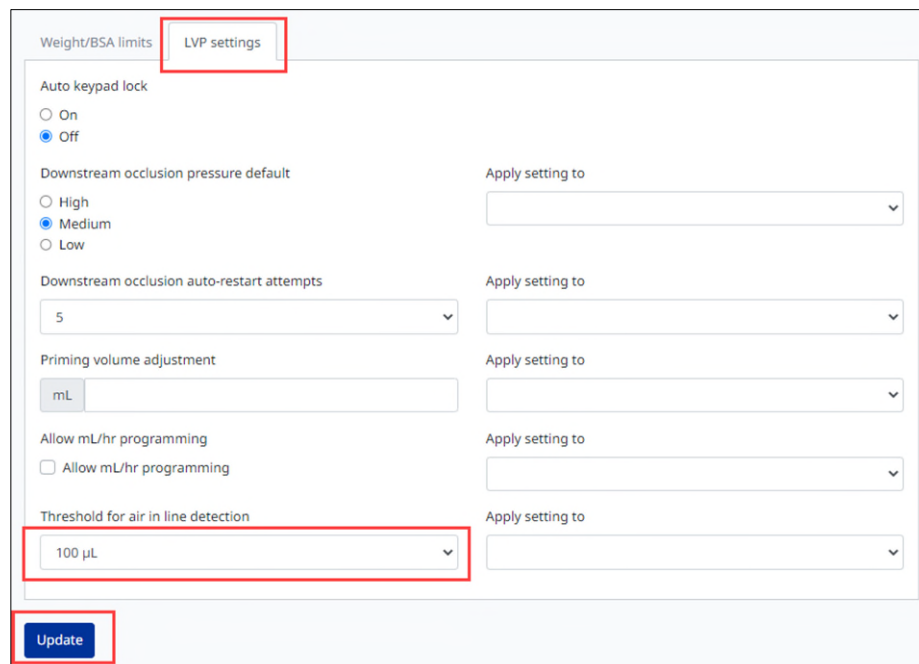 Weight/BSA limits
LVP settings
Auto keypad lock
On
Off
Downstream occlusion pressure default
Apply setting to
High
Medium
Low
Downstream occlusion auto-restart attempts
Apply setting to
5
Priming volume adjustment
Apply setting to
mL
Allow mL/hr programming
Apply setting to
Allow mL/hr programming
Threshold for air in line detection
Apply setting to
100 µL
Update